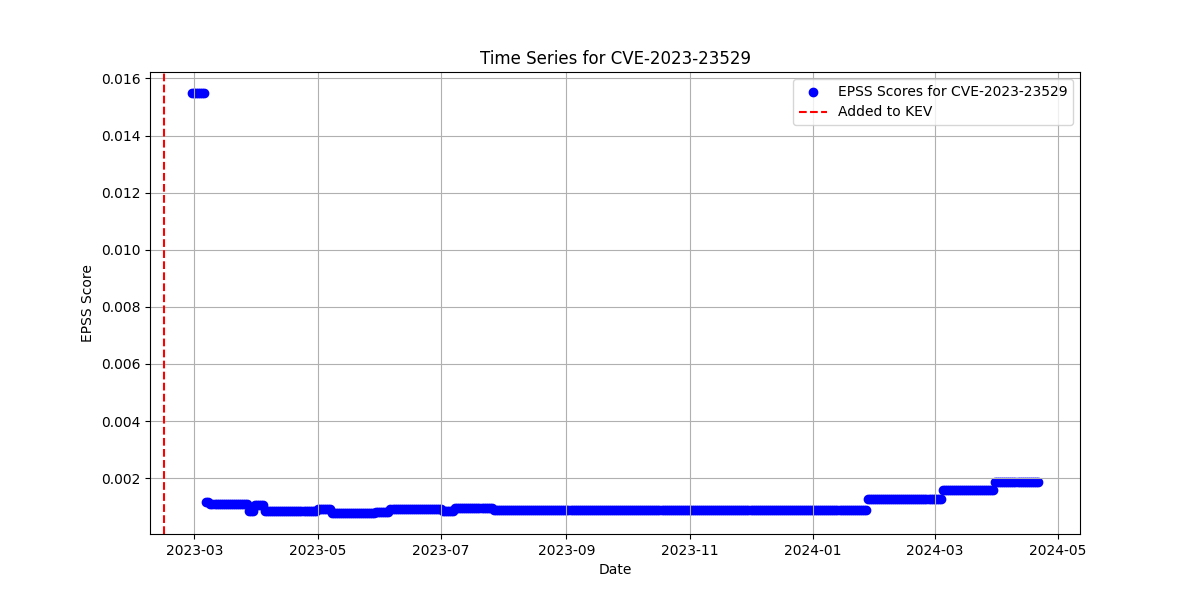 Time Series for CVE-2023-23529
EPSS Scores for CVE-2023-23529
Added to KEV
EPSS Score
0.016
0.014
0.012
0.010
0.008
0.006
0.004
0.002
2023-03 2023-05 2023-07 2023-09 2023-11 2024-01 2024-03 2024-05
Date